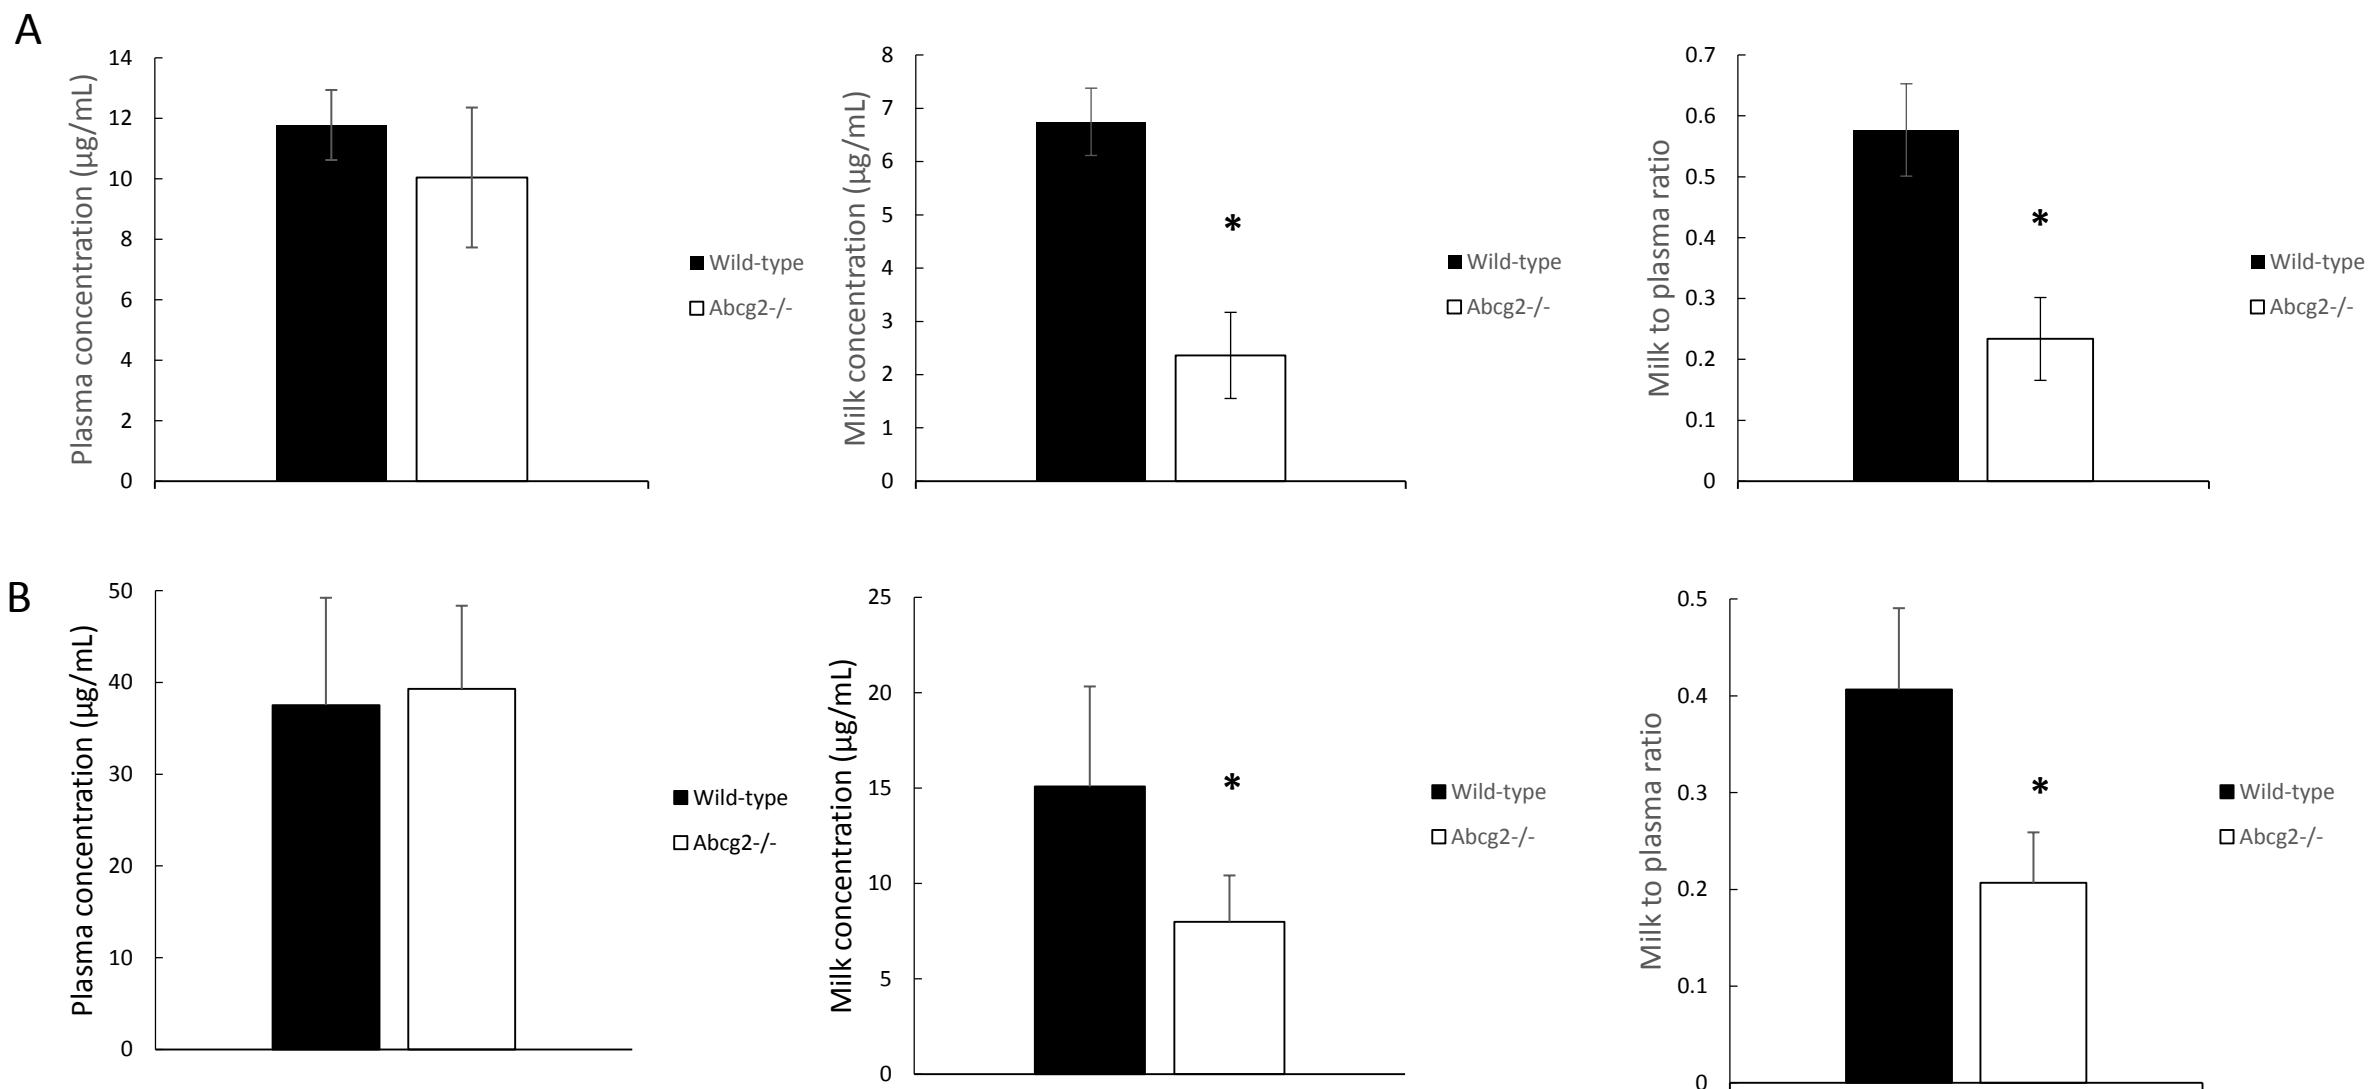 A
Plasma concentration (µg/mL)
14
12
10
8
6
4
2
0
Wild-type
Abcg2-/-
Milk concentration (µg/mL)
8
7
6
5
4
3
2
1
0
*
Wild-type
Abcg2-/-
Milk to plasma ratio
0.7
0.6
0.5
0.4
0.3
0.2
0.1
0
*
Wild-type
Abcg2-/-
B
Plasma concentration (µg/mL)
50
40
30
20
10
0
Wild-type
Abcg2-/-
Milk concentration (µg/mL)
25
20
15
10
5
0
*
Wild-type
Abcg2-/-
Milk to plasma ratio
0.5
0.4
0.3
0.2
0.1
0
*
Wild-type
Abcg2-/-